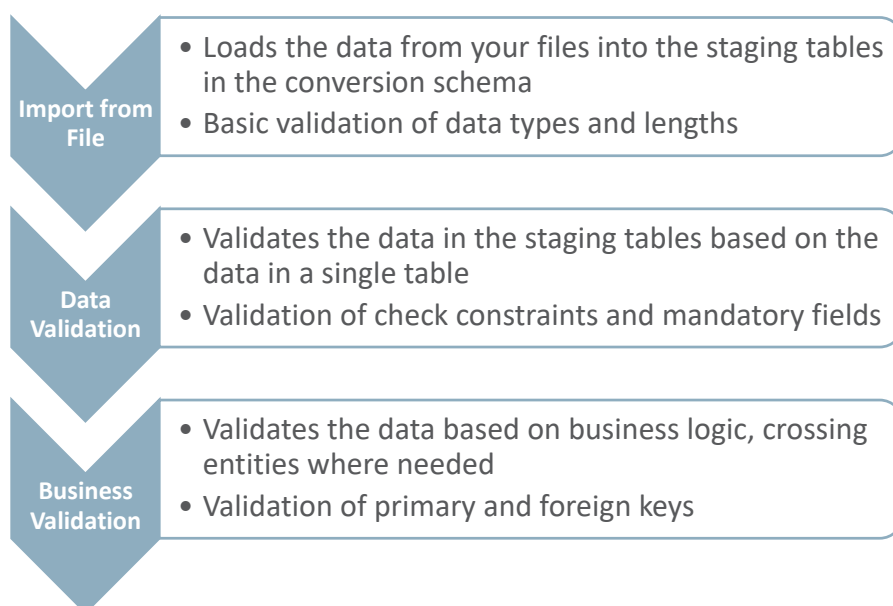 Import from
File
• Loads the data from your files into the staging tables
in the conversion schema
• Basic validation of data types and lengths
Data
Validation
• Validates the data in the staging tables based on the
data in a single table
• Validation of check constraints and mandatory fields
Business
Validation
• Validates the data based on business logic, crossing
entities where needed
• Validation of primary and foreign keys